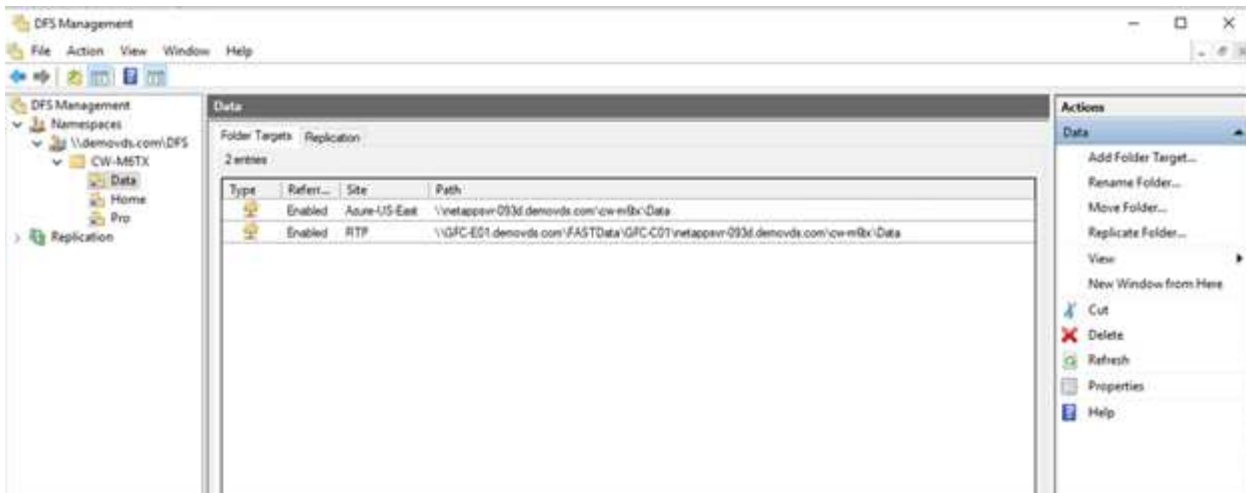 DFS Management
File Action View Window Help
DFS Management
Namespaces
\\demovds.com\DFS
CW-M6TX
Data
Home
Pro
Replication
Data
Folder Targets Replication
2 entries
Type Referr... Site Path
Enabled Azure-US-East \\netappsvr-093d.demovds.com\cw-m6tx\Data
Enabled RTP \\GFC-E01.demovds.com\FASTData\GFC-C01\netappsvr-093d.demovds.com\cw-m6tx\Data
Actions
Data
Add Folder Target...
Rename Folder...
Move Folder...
Replicate Folder...
View
New Window from Here
Cut
Delete
Refresh
Properties
Help